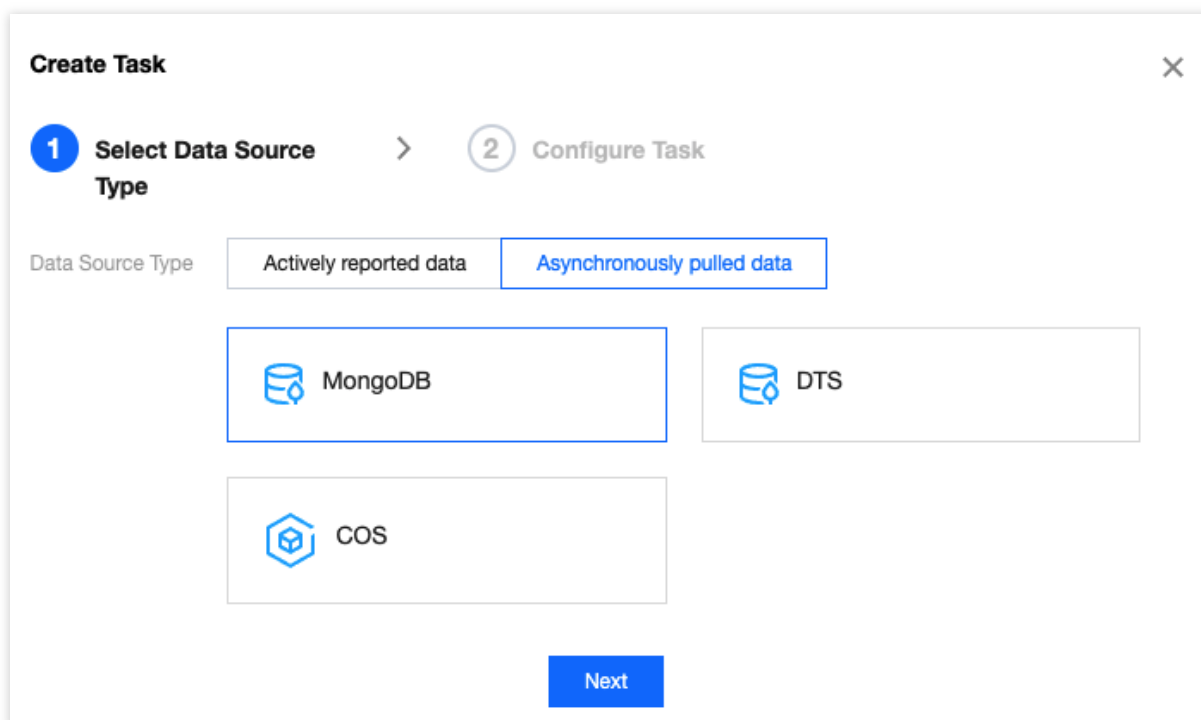 Create Task
1 Select Data Source Type > 2 Configure Task
Data Source Type Actively reported data Asynchronously pulled data
MongoDB DTS
COS
Next